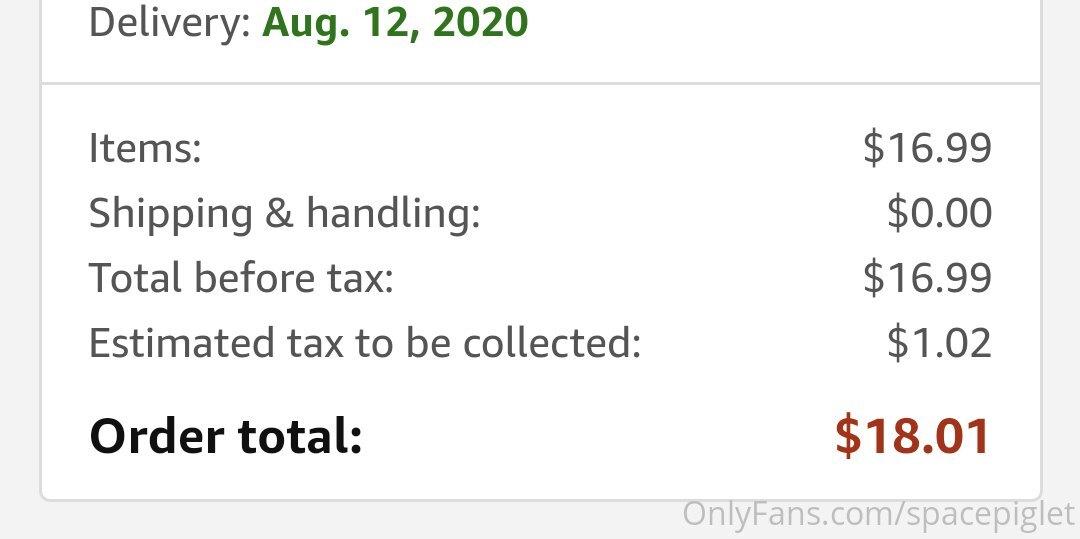 Delivery: Aug. 12, 2020
Items: $16.99
Shipping & handling: $0.00
Total before tax: $16.99
Estimated tax to be collected: $1.02
Order total: $18.01
OnlyFans.com/spacepiglet